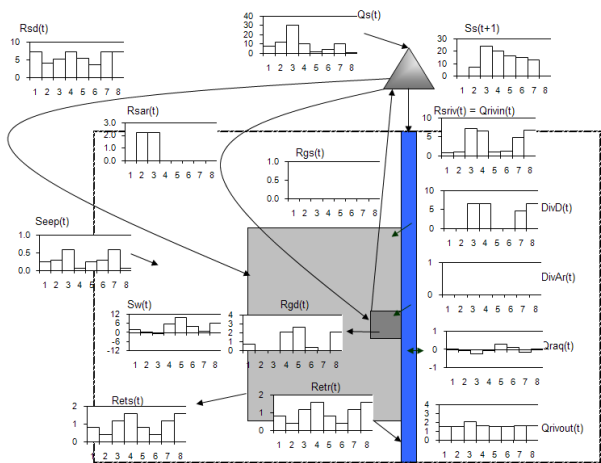 Qs(t)
40
30
20
10
0
1 2 3 4 5 6 7 8
Rsd(t)
10
5
0
1 2 3 4 5 6 7 8
Ss(t+1)
30
20
10
0
1 2 3 4 5 6 7 8
Rsar(t)
3.0
2.0
1.0
0.0
1 2 3 4 5 6 7 8
Rsriv(t) = Qrivin(t)
10
5
0
1 2 3 4 5 6 7 8
Rgs(t)
1.0
0.5
0.0
1 2 3 4 5 6 7 8
DivD(t)
10
5
0
1 2 3 4 5 6 7 8
Seep(t)
1.0
0.5
0.0
1 2 3 4 5 6 7 8
DivAr(t)
1
0
1 2 3 4 5 6 7 8
Sw(t)
12
6
0
-6
-12
1 2 3 4 5 6 7 8
Rgd(t)
4
3
2
1
0
1 2 3 4 5 6 7 8
Qraq(t)
1
0
-1
1 2 3 4 5 6 7 8
Rets(t)
2
1
0
1 2 3 4 5 6 7 8
Retr(t)
2
1
0
1 2 3 4 5 6 7 8
Qrivout(t)
4
3
2
1
0
1 2 3 4 5 6 7 8